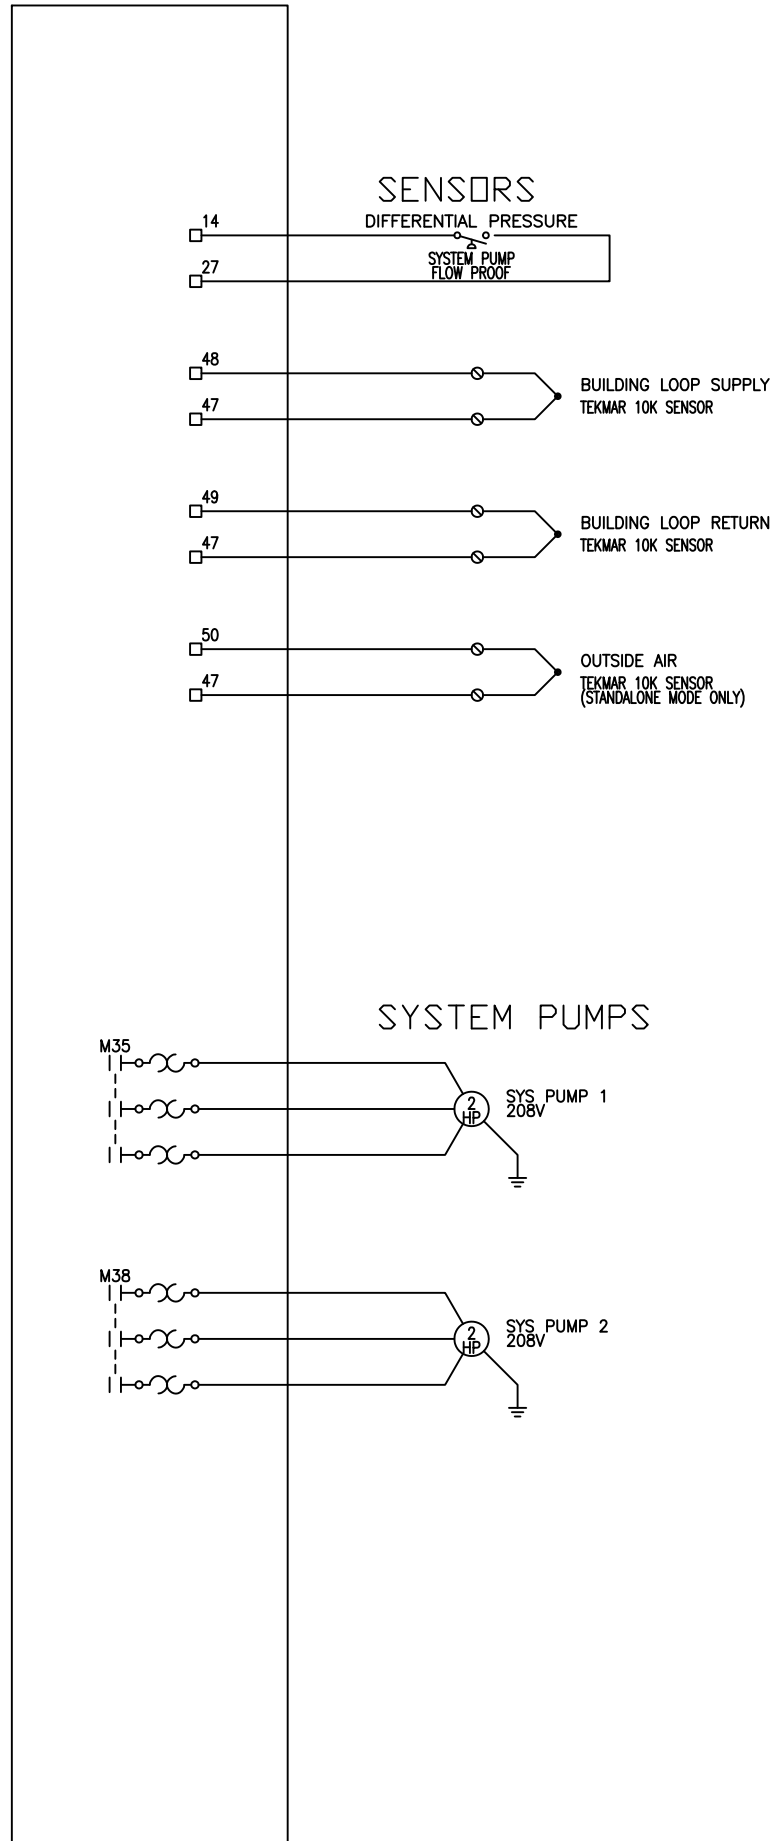 SENSORS
14
DIFFERENTIAL PRESSURE
SYSTEM PUMP
FLOW PROOF
27
48
BUILDING LOOP SUPPLY
TEKMAR 10K SENSOR
47
49
BUILDING LOOP RETURN
TEKMAR 10K SENSOR
47
50
OUTSIDE AIR
TEKMAR 10K SENSOR
(STANDALONE MODE ONLY)
47
SYSTEM PUMPS
M35
2
HP
SYS PUMP 1
208V
M38
2
HP
SYS PUMP 2
208V